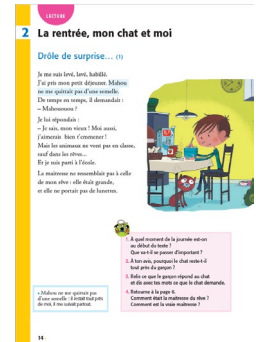 LECTURE
2 La rentrée, mon chat et moi
Drôle de surprise… (1)
Je me suis levé, lavé, habillé.
J'ai pris mon petit déjeuner. Mahou
ne me quittait pas d'une semelle.
De temps en temps, il demandait :
– Mahououou ?
Je lui répondais :
– Je sais, mon vieux ! Moi aussi,
j'aimerais bien t'emmener !
Mais les animaux ne vont pas en classe,
sauf dans les rêves...
Et je suis parti à l'école.
La maitresse ne ressemblait pas à celle
de mon rêve : elle était grande,
et elle ne portait pas de lunettes.
• Mahou ne me quittait pas
d'une semelle : il restait tout près
de moi, il me suivait partout.
1. À quel moment de la journée est-on
au début du texte ?
Que va-t-il se passer d'important ?
2. À ton avis, pourquoi le chat reste-t-il
tout près du garçon ?
3. Relis ce que le garçon répond au chat
et dis avec tes mots ce que le chat demande.
4. Retourne à la page 6.
Comment était la maitresse du rêve ?
Comment est la vraie maitresse ?
14